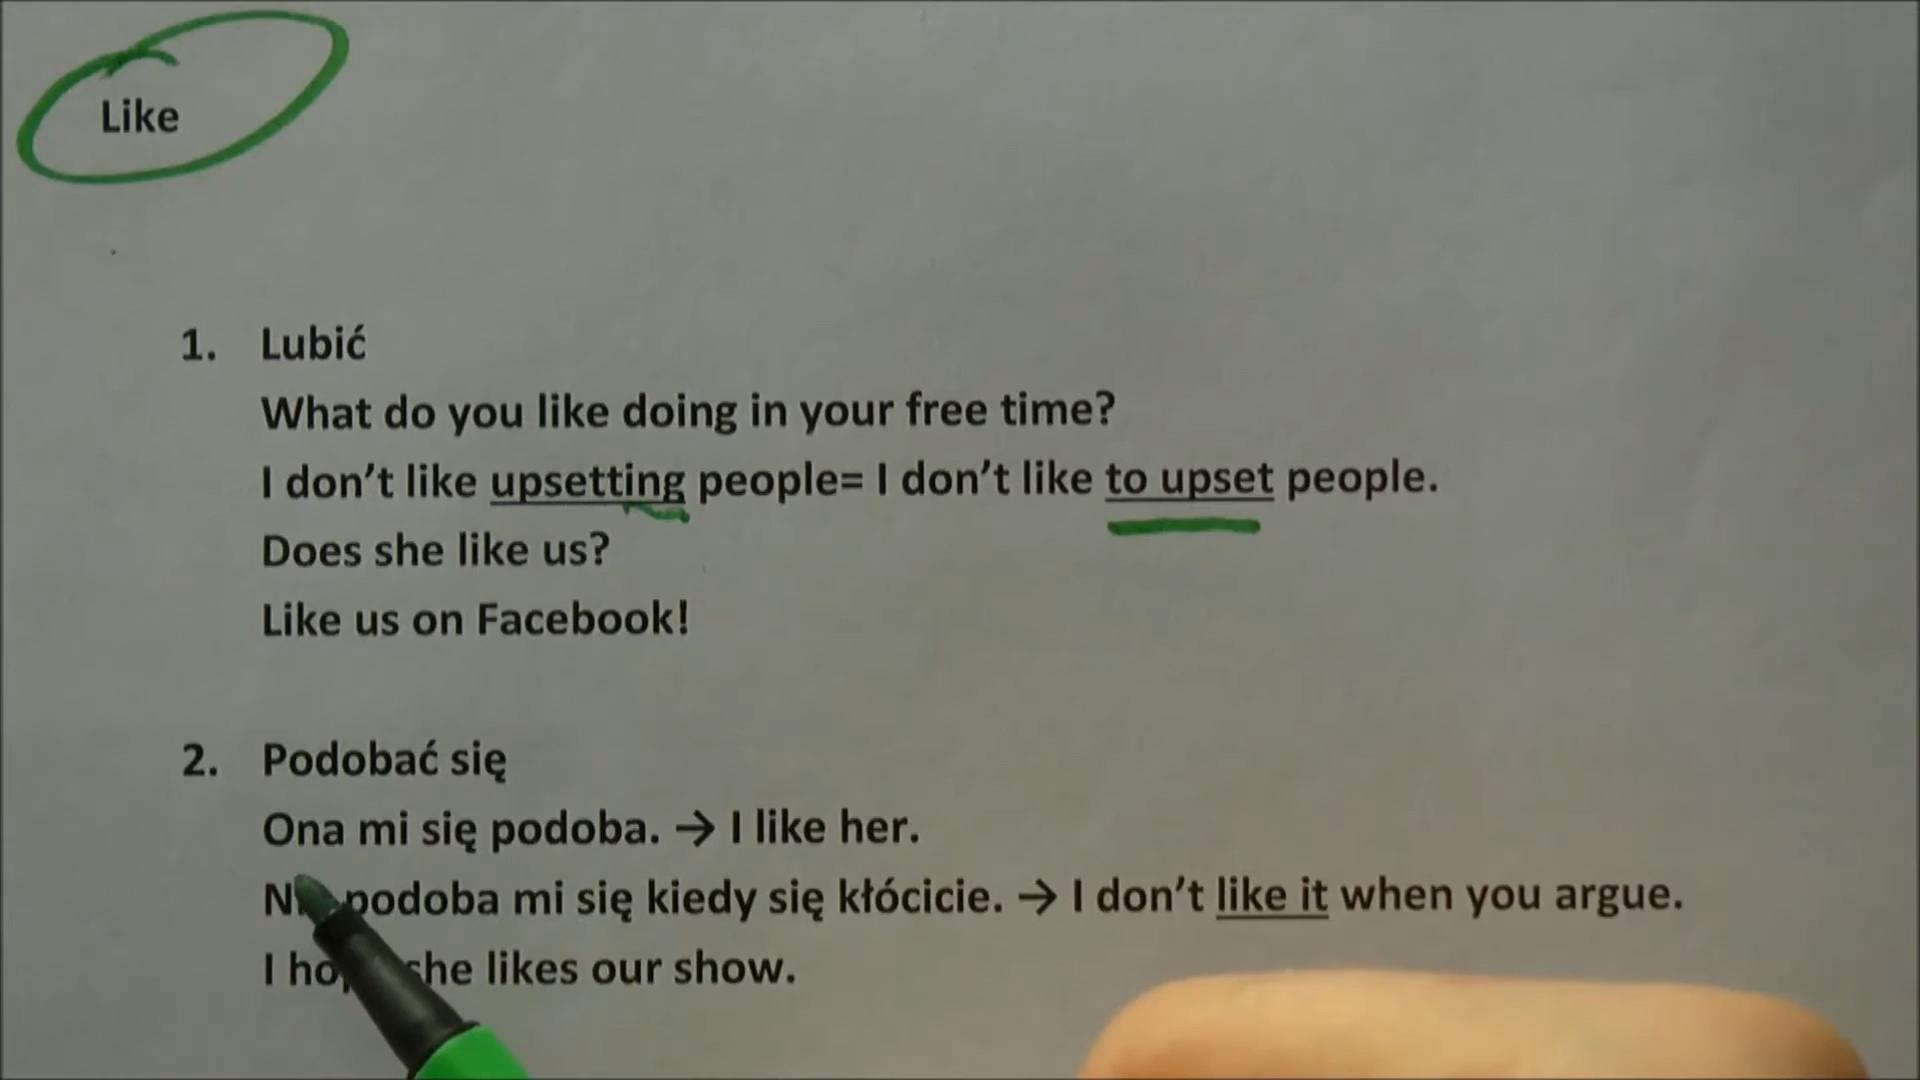 Like
1. Lubić
What do you like doing in your free time?
I don't like upsetting people= I don't like to upset people.
Does she like us?
Like us on Facebook!
2. Podobać się
Ona mi się podoba. → I like her.
podoba mi się kiedy się kłócicie. → I don't like it when you argue.
I she likes our show.